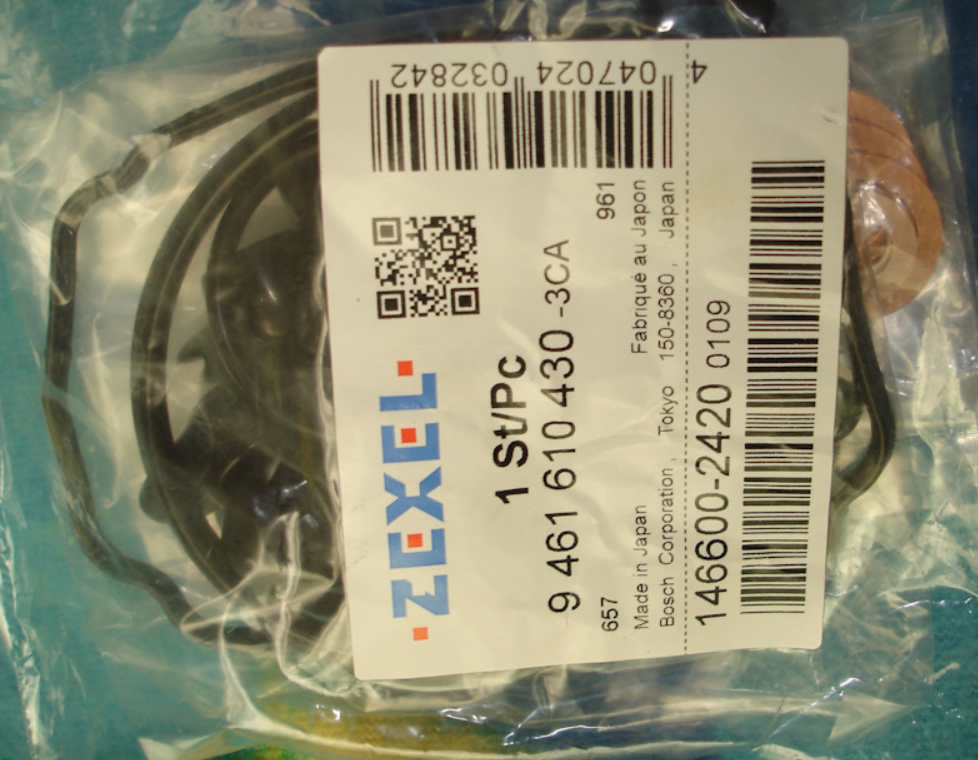 ZEXEL
1 St/Pc
9 461 610 430 -3CA
657 961
Made in Japan Fabriqué au Japon
Bosch Corporation, Tokyo 150-8360, Japan
14600-2420 0109
4 047024 032842